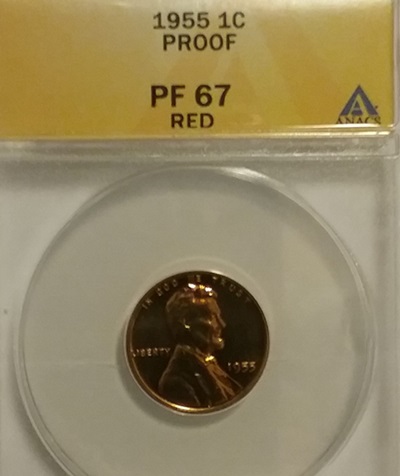 1955 1C
PROOF
PF 67
RED
ANACS
IN GOD WE TRUST
LIBERTY
1955